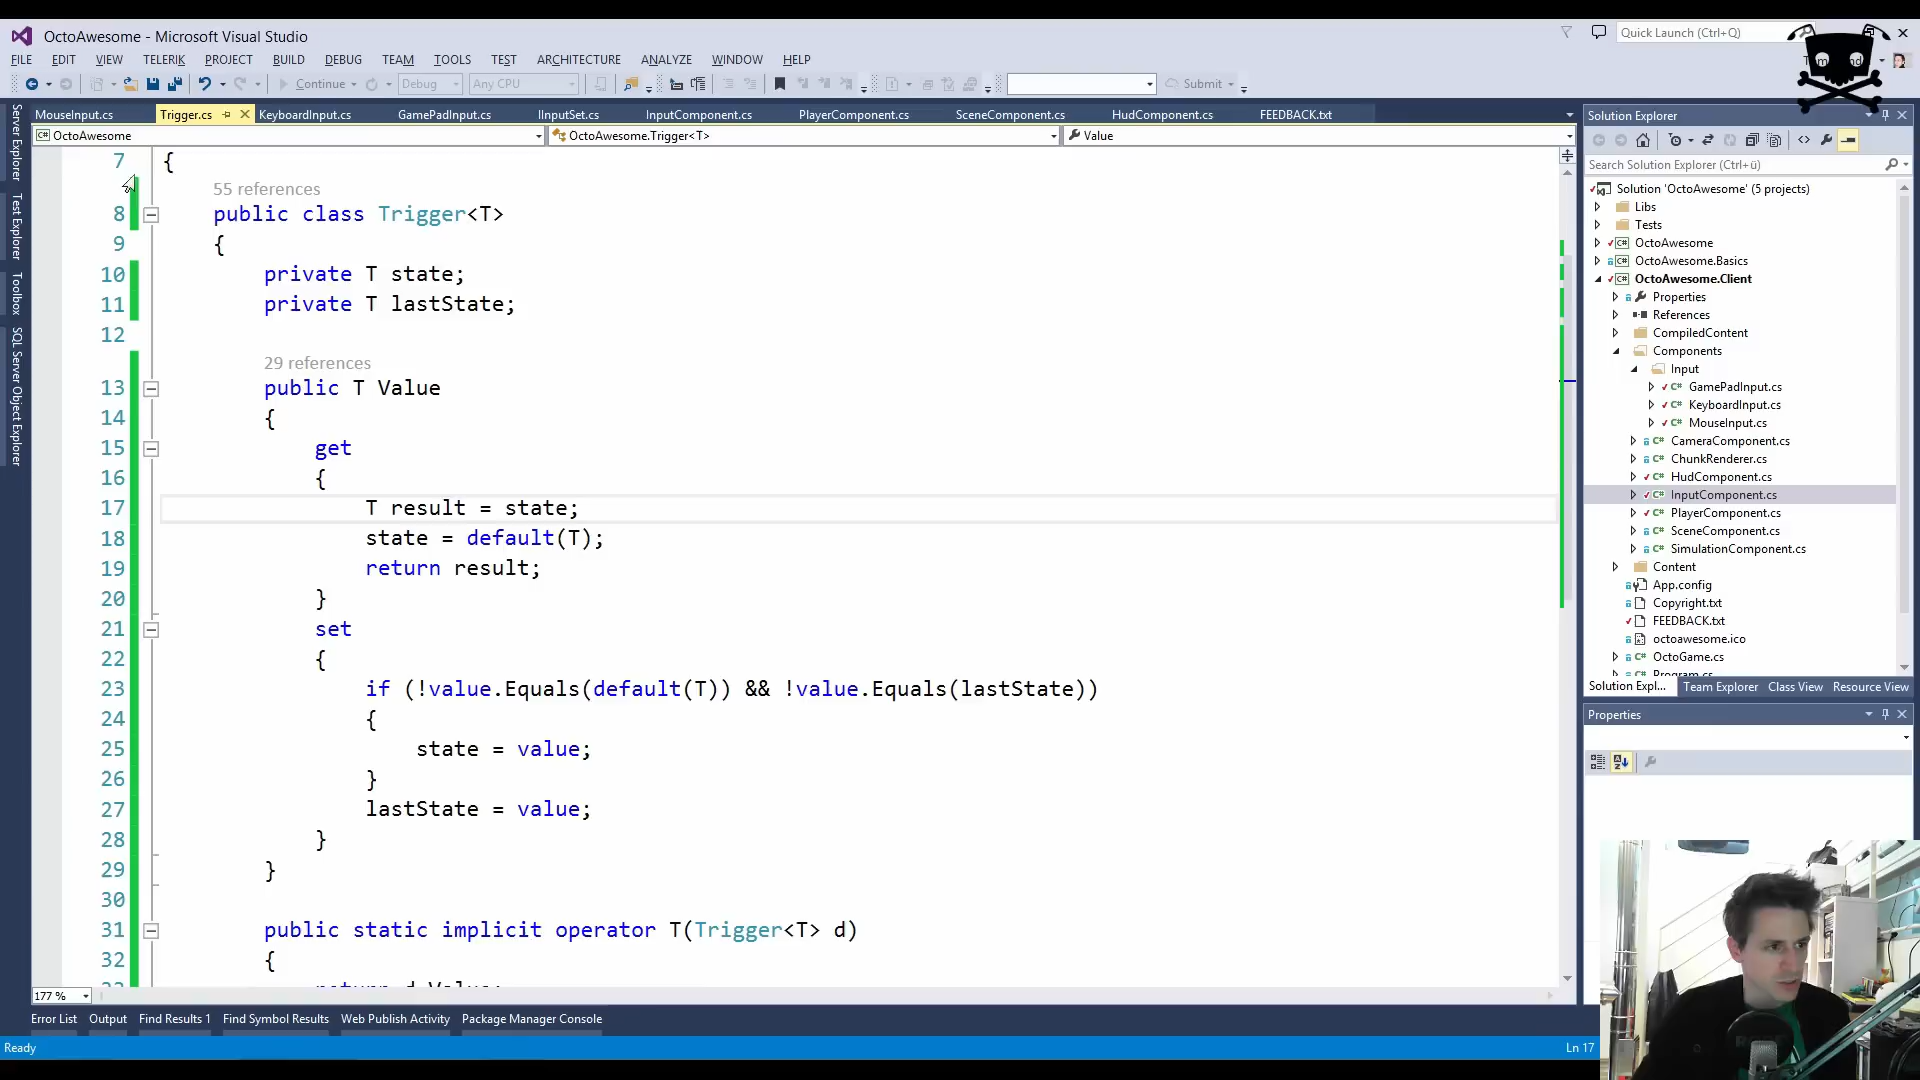 OctoAwesome - Microsoft Visual Studio
Quick Launch (Ctrl+Q)
FILE EDIT VIEW TELERIK PROJECT BUILD DEBUG TEAM TOOLS TEST ARCHITECTURE ANALYZE WINDOW HELP
Continue Debug Any CPU Submit
MouseInput.cs Trigger.cs KeyboardInput.cs GamePadInput.cs IInputSet.cs InputComponent.cs PlayerComponent.cs SceneComponent.cs HudComponent.cs FEEDBACK.txt
OctoAwesome OctoAwesome.Trigger<T> Value
Server Explorer
Test Explorer
Toolbox
SQL Server Object Explorer
7 {
55 references
8 public class Trigger<T>
9 {
10 private T state;
11 private T lastState;
12
29 references
13 public T Value
14 {
15 get
16 {
17 T result = state;
18 state = default(T);
19 return result;
20 }
21 set
22 {
23 if (!value.Equals(default(T)) && !value.Equals(lastState))
24 {
25 state = value;
26 }
27 lastState = value;
28 }
29 }
30
31 public static implicit operator T(Trigger<T> d)
32 {
return d.Value;
177 %
Error List Output Find Results 1 Find Symbol Results Web Publish Activity Package Manager Console
Ready
Ln 17
Solution Explorer
Search Solution Explorer (Ctrl+ü)
Solution 'OctoAwesome' (5 projects)
Libs
Tests
OctoAwesome
OctoAwesome.Basics
OctoAwesome.Client
Properties
References
CompiledContent
Components
Input
GamePadInput.cs
KeyboardInput.cs
MouseInput.cs
CameraComponent.cs
ChunkRenderer.cs
HudComponent.cs
InputComponent.cs
PlayerComponent.cs
SceneComponent.cs
SimulationComponent.cs
Content
App.config
Copyright.txt
FEEDBACK.txt
octoawesome.ico
OctoGame.cs
Program.cs
Solution Expl... Team Explorer Class View Resource View
Properties